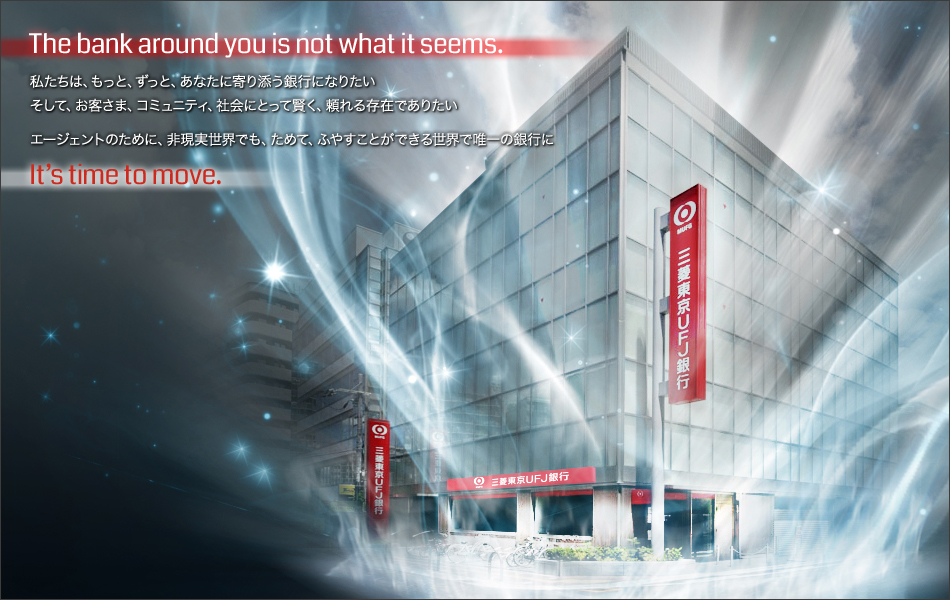 The bank around you is not what it seems.
私たちは、もっと、ずっと、あなたに寄り添う銀行になりたい
そして、お客さま、コミュニティ、社会にとって賢く、頼れる存在でありたい
エージェントのために、非現実世界でも、ためて、ふやすことができる世界で唯一の銀行に
It's time to move.
MUFG
三菱東京UFJ銀行
MUFG
三菱東京UFJ銀行
三菱東京UFJ銀行